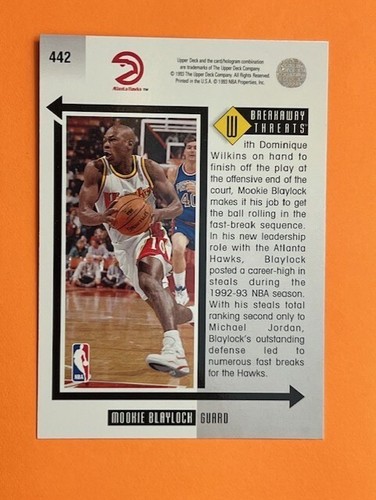 442
Atlanta Hawks ™
Upper Deck and the card/hologram combination
are trademarks of The Upper Deck Company.
© 1993 The Upper Deck Company. All Rights Reserved.
Printed in the U.S.A. © 1993 NBA Properties, Inc.
BREAKAWAY
THREATS
W
ith Dominique
Wilkins on hand to
finish off the play at
the offensive end of the
court, Mookie Blaylock
makes it his job to get
the ball rolling in the
fast-break sequence.
In his new leadership
role with the Atlanta
Hawks, Blaylock
posted a career-high in
steals during the
1992-93 NBA season.
With his steals total
ranking second only to
Michael Jordan,
Blaylock's outstanding
defense led to
numerous fast breaks
for the Hawks.
40
10
NBA
MOOKIE BLAYLOCK GUARD